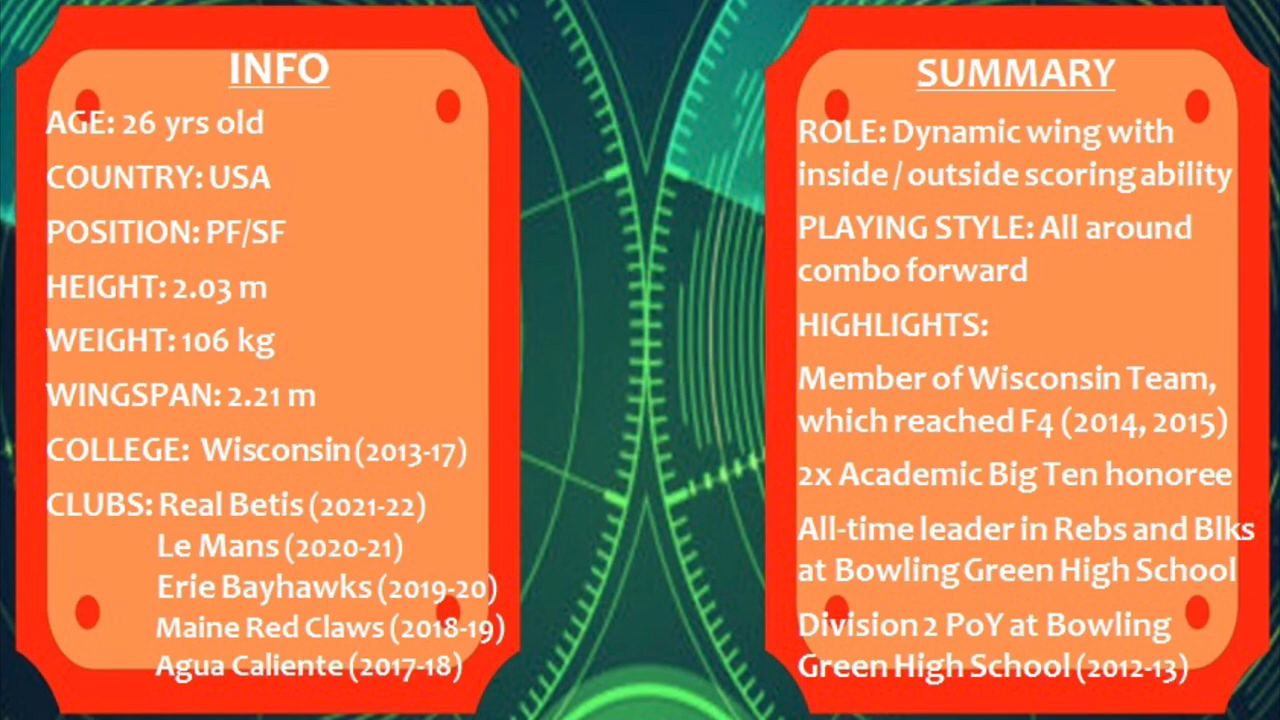 INFO
AGE: 26 yrs old
COUNTRY: USA
POSITION: PF/SF
HEIGHT: 2.03 m
WEIGHT: 106 kg
WINGSPAN: 2.21 m
COLLEGE: Wisconsin (2013-17)
CLUBS: Real Betis (2021-22)
Le Mans (2020-21)
Erie Bayhawks (2019-20)
Maine Red Claws (2018-19)
Agua Caliente (2017-18)
SUMMARY
ROLE: Dynamic wing with
inside / outside scoring ability
PLAYING STYLE: All around
combo forward
HIGHLIGHTS:
Member of Wisconsin Team,
which reached F4 (2014, 2015)
2x Academic Big Ten honoree
All-time leader in Rebs and Blks
at Bowling Green High School
Division 2 PoY at Bowling
Green High School (2012-13)